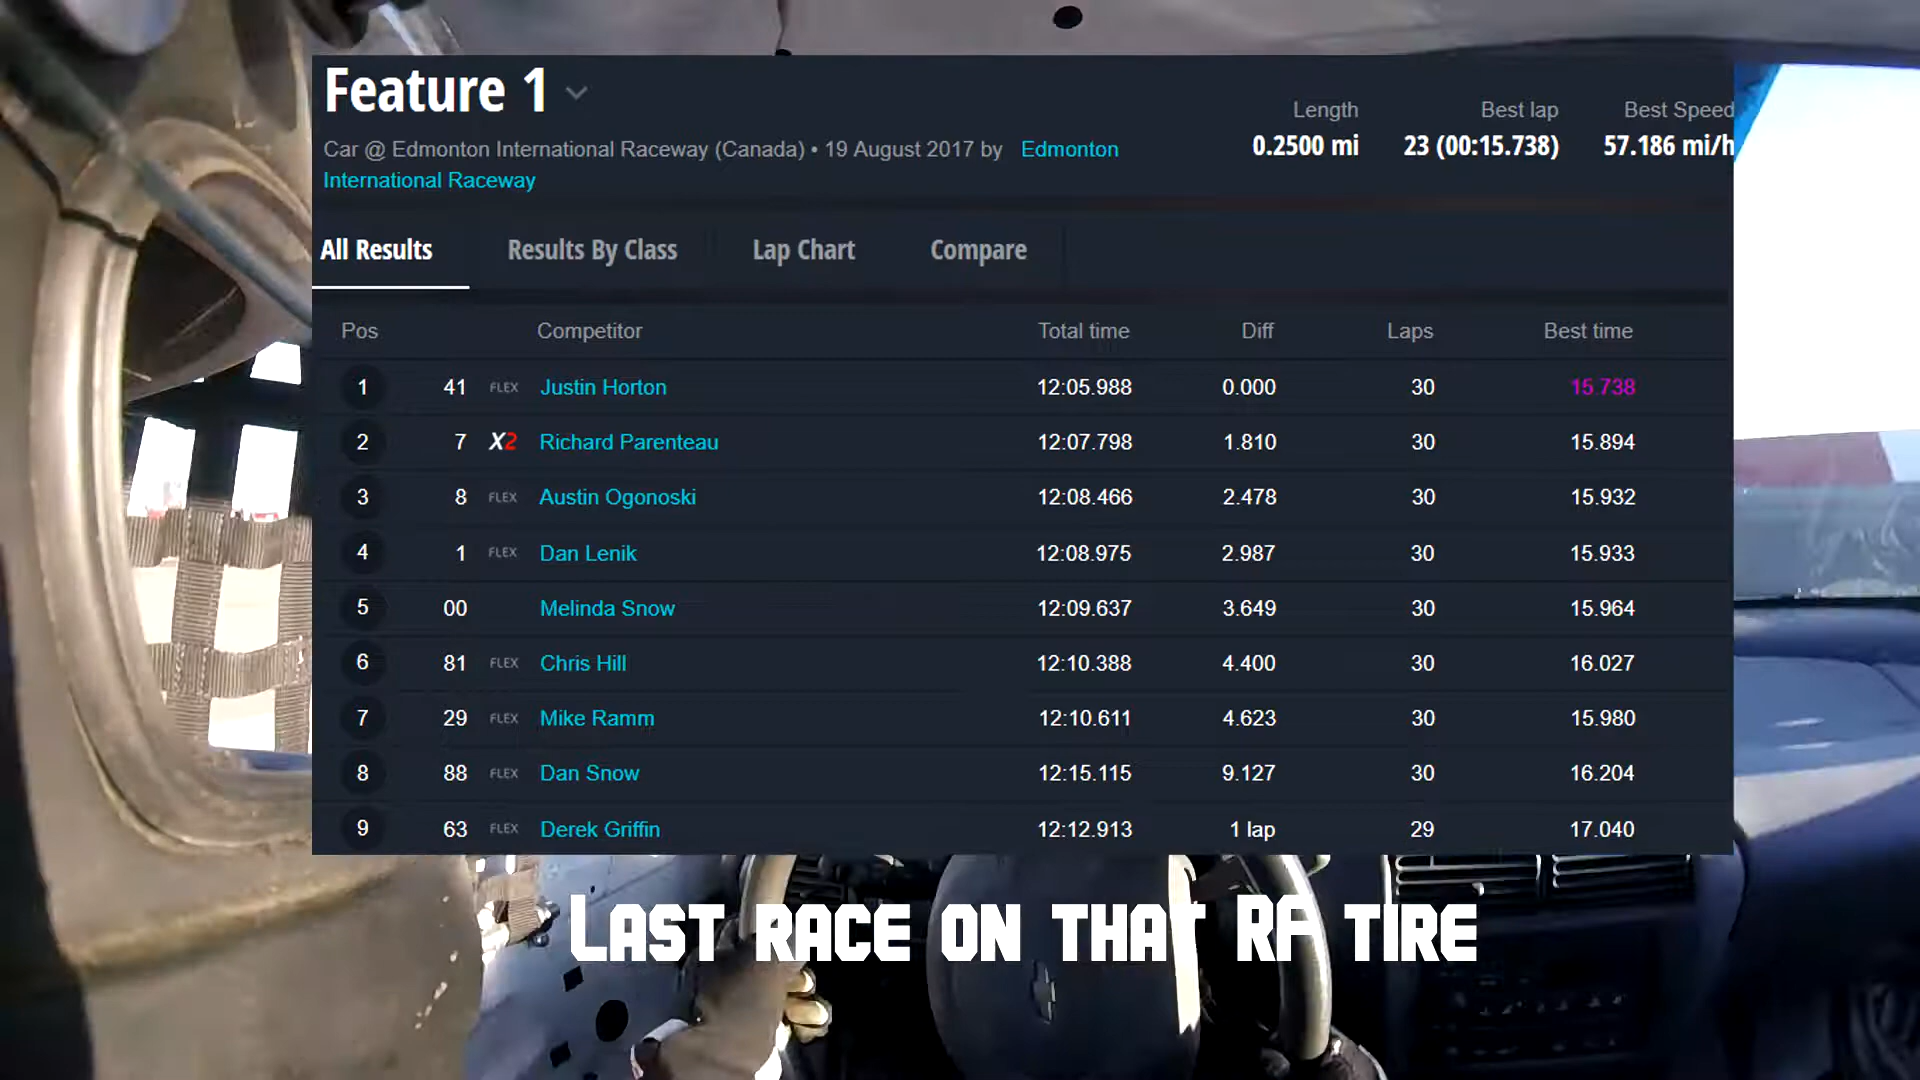 Feature 1
Length Best lap Best Speed
0.2500 mi 23 (00:15.738) 57.186 mi/h
Car @ Edmonton International Raceway (Canada) • 19 August 2017 by Edmonton
International Raceway
All Results Results By Class Lap Chart Compare
Pos Competitor Total time Diff Laps Best time
1 41 FLEX Justin Horton 12:05.988 0.000 30 15.738
2 7 X2 Richard Parenteau 12:07.798 1.810 30 15.894
3 8 FLEX Austin Ogonoski 12:08.466 2.478 30 15.932
4 1 FLEX Dan Lenik 12:08.975 2.987 30 15.933
5 00 Melinda Snow 12:09.637 3.649 30 15.964
6 81 FLEX Chris Hill 12:10.388 4.400 30 16.027
7 29 FLEX Mike Ramm 12:10.611 4.623 30 15.980
8 88 FLEX Dan Snow 12:15.115 9.127 30 16.204
9 63 FLEX Derek Griffin 12:12.913 1 lap 29 17.040
LAST RACE ON THAT RF TIRE